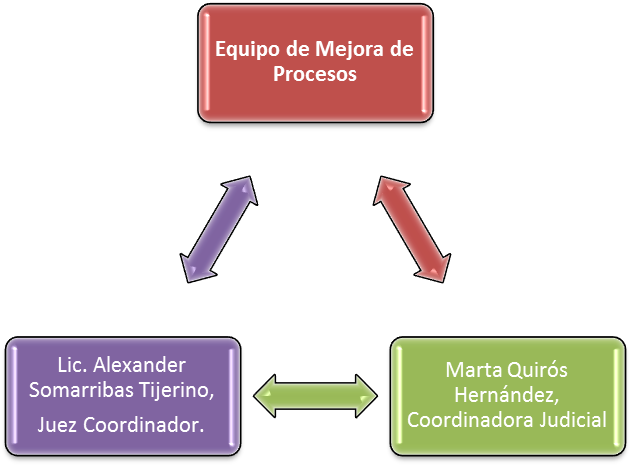 Equipo de Mejora de
Procesos
Lic. Alexander
Somarribas Tijerino,
Juez Coordinador.
Marta Quirós
Hernández,
Coordinadora Judicial